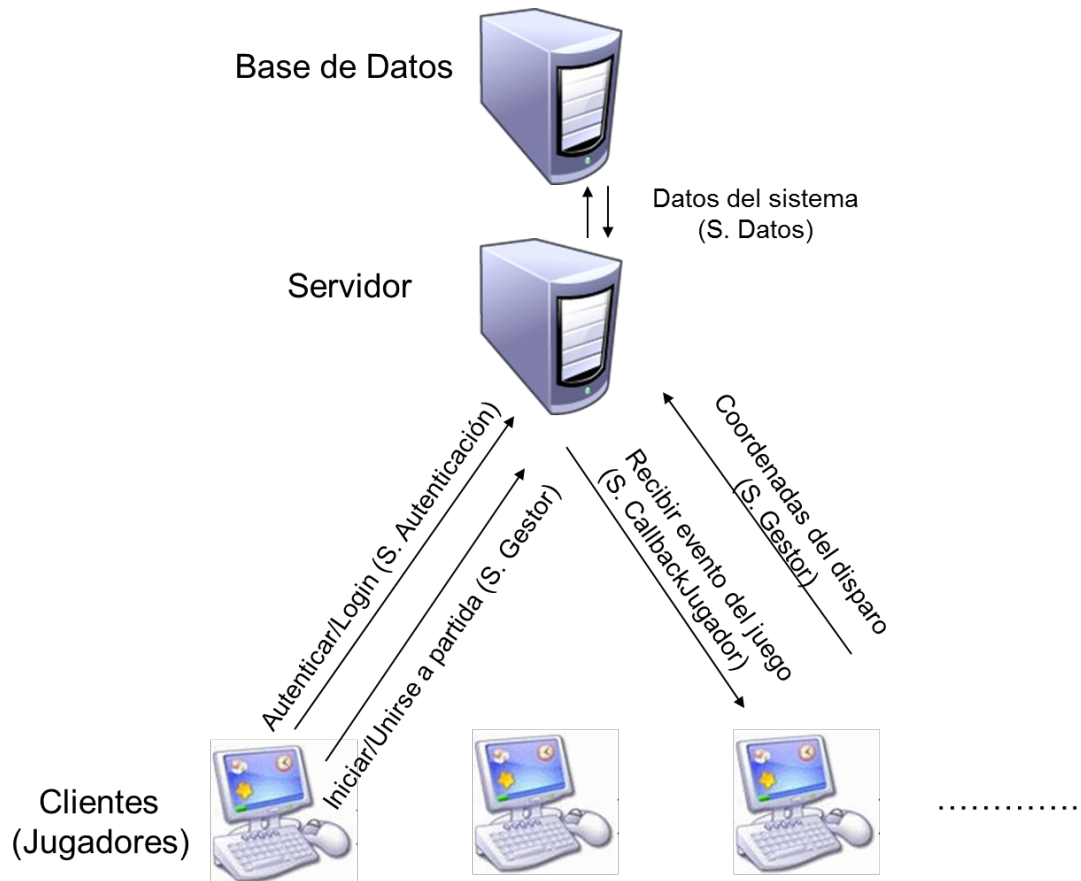 Base de Datos
Datos del sistema
(S. Datos)
Servidor
Autenticar/Login (S. Autenticación)
Iniciar/Unirse a partida (S. Gestor)
Recibir evento del juego
(S. CallbackJugador)
Coordenadas del disparo
(S. Gestor)
Clientes
(Jugadores)
.............